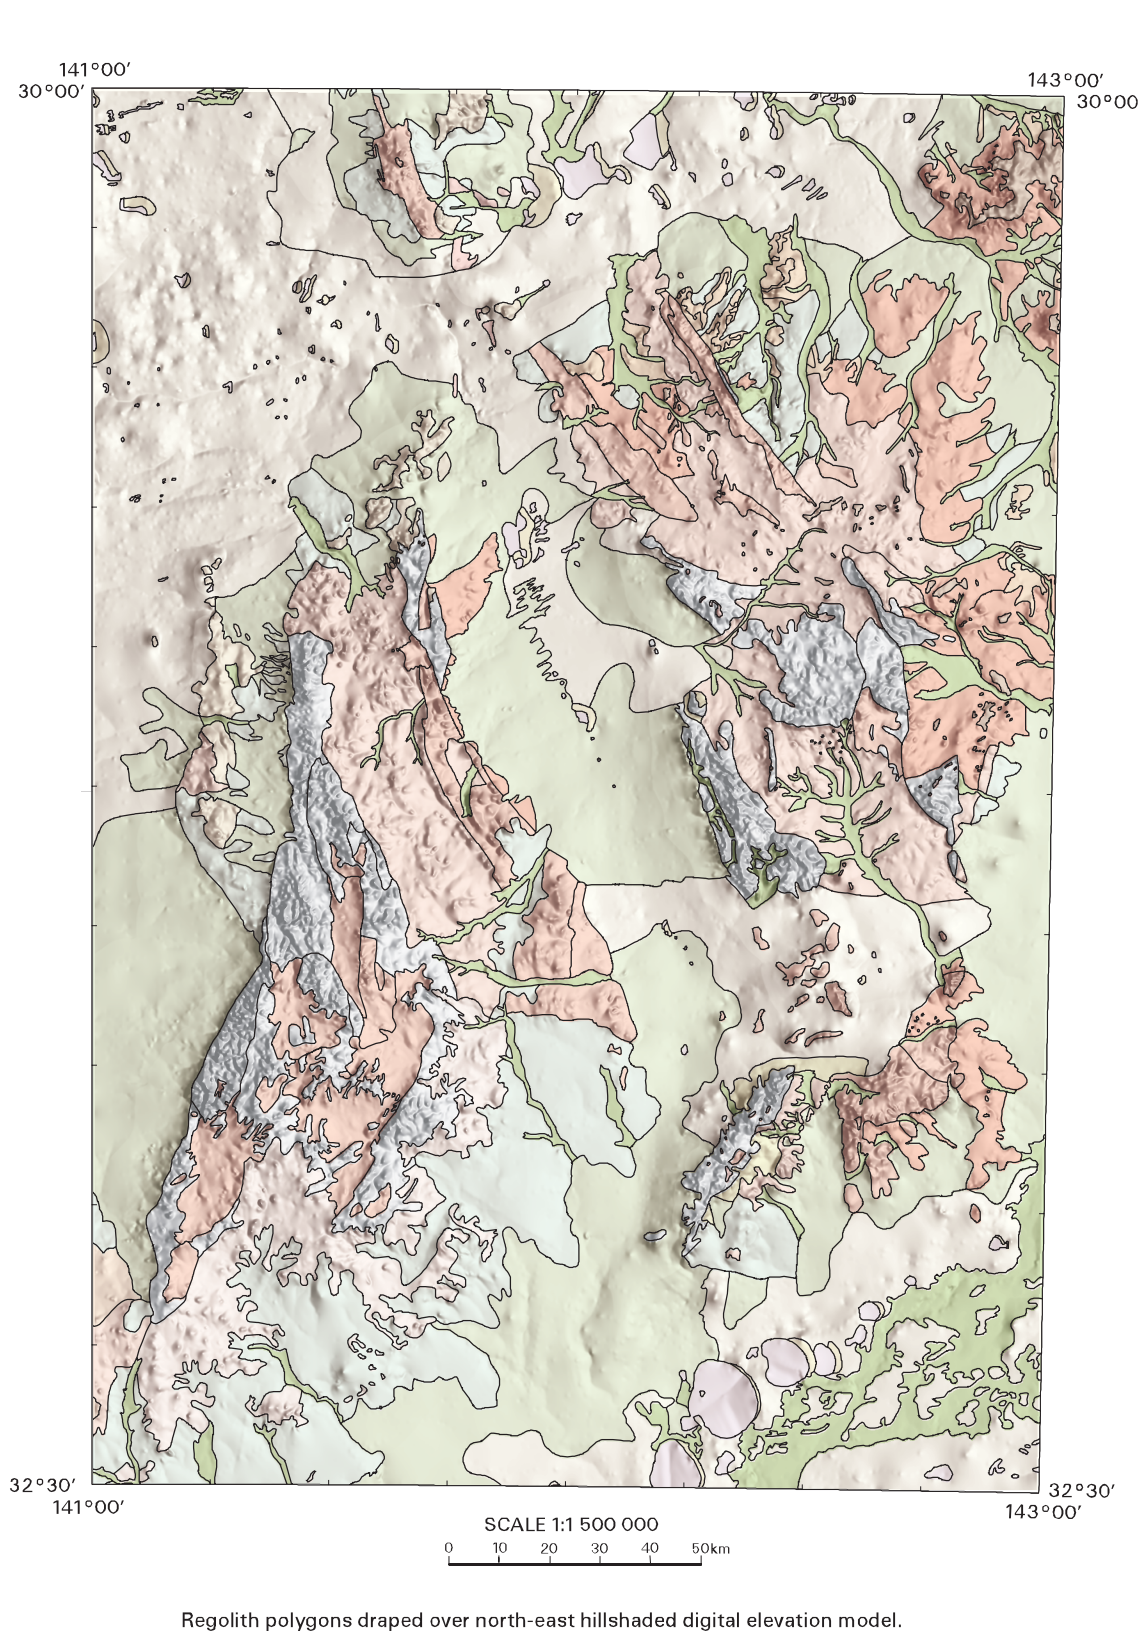 141°00′
143°00′
30°00′
30°00
32°30′
32°30′
141°00′
143°00′
SCALE 1:1 500 000
0 10 20 30 40 50km
Regolith polygons draped over north-east hillshaded digital elevation model.